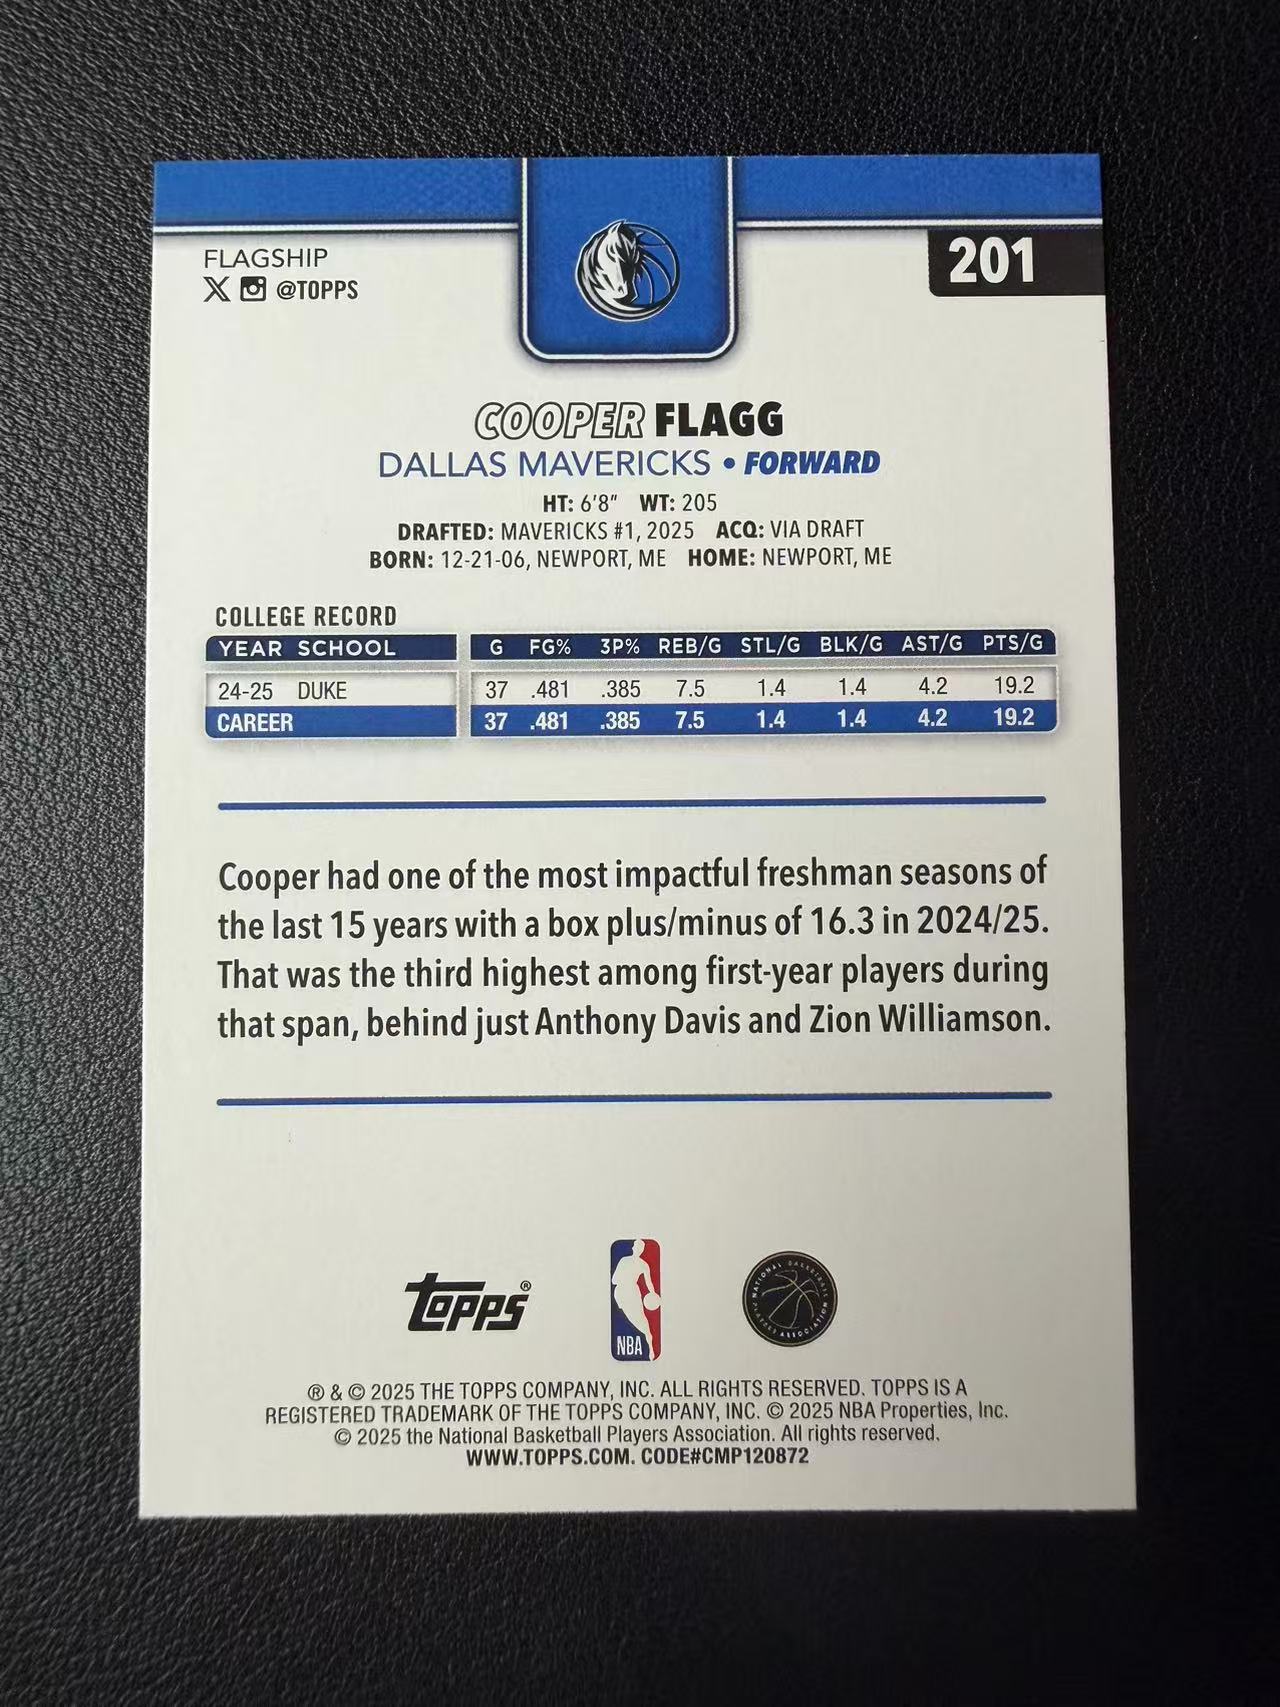 FLAGSHIP
@TOPPS
201
COOPER FLAGG
DALLAS MAVERICKS • FORWARD
HT: 6'8" WT: 205
DRAFTED: MAVERICKS #1, 2025 ACQ: VIA DRAFT
BORN: 12-21-06, NEWPORT, ME HOME: NEWPORT, ME
COLLEGE RECORD
YEAR SCHOOL G FG% 3P% REB/G STL/G BLK/G AST/G PTS/G
24-25 DUKE 37 .481 .385 7.5 1.4 1.4 4.2 19.2
CAREER 37 .481 .385 7.5 1.4 1.4 4.2 19.2
Cooper had one of the most impactful freshman seasons of
the last 15 years with a box plus/minus of 16.3 in 2024/25.
That was the third highest among first-year players during
that span, behind just Anthony Davis and Zion Williamson.
Topps®
NBA
NATIONAL BASKETBALL PLAYERS ASSOCIATION
® & © 2025 THE TOPPS COMPANY, INC. ALL RIGHTS RESERVED. TOPPS IS A
REGISTERED TRADEMARK OF THE TOPPS COMPANY, INC. © 2025 NBA Properties, Inc.
© 2025 the National Basketball Players Association. All rights reserved.
WWW.TOPPS.COM. CODE#CMP120872